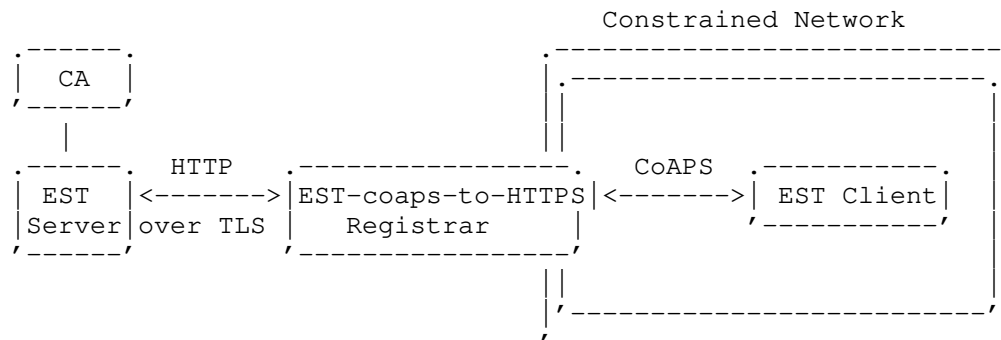 Constrained Network
CA
HTTP CoAPS
EST <-------> EST-coaps-to-HTTPS <-------> EST Client
Server over TLS Registrar